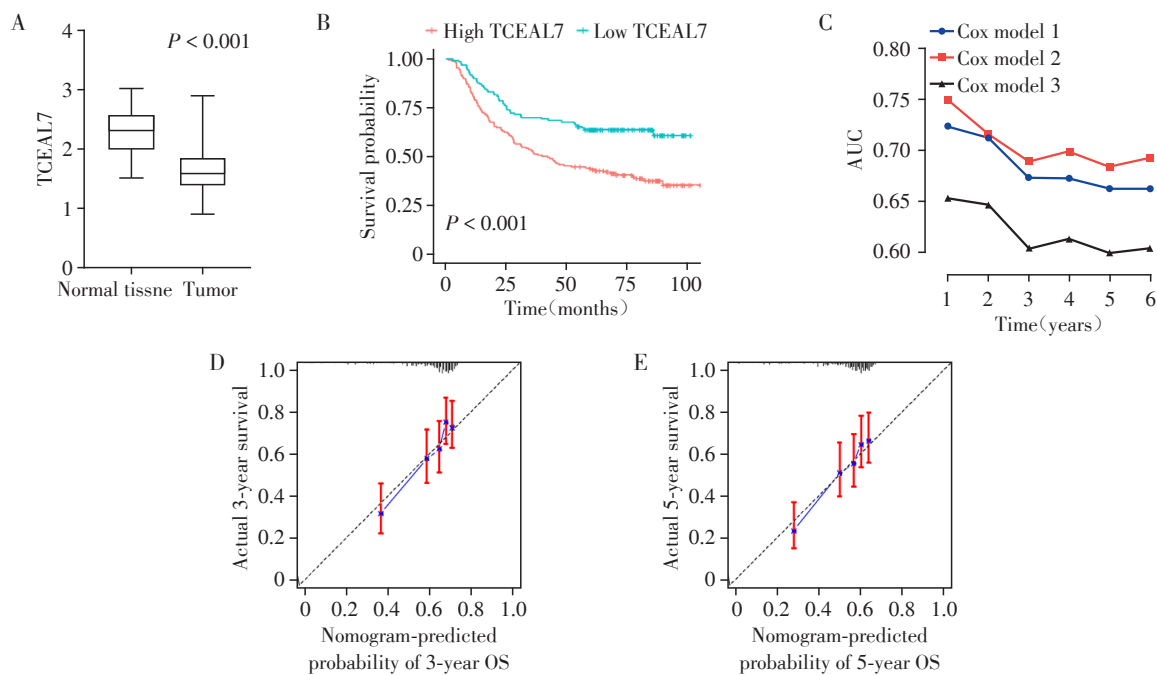 A
P < 0.001
TCEAL7
4
3
2
1
0
Normal tissne
Tumor
B
High TCEAL7
Low TCEAL7
Survival probability
1.00
0.75
0.50
0.25
0
P < 0.001
0
25
50
75
100
Time（months）
C
Cox model 1
Cox model 2
Cox model 3
AUC
0.80
0.75
0.70
0.65
0.60
1
2
3
4
5
6
Time（years）
D
Actual 3-year survival
1.0
0.8
0.6
0.4
0.2
0
0
0.2
0.4
0.6
0.8
1.0
Nomogram-predicted
probability of 3-year OS
E
Actual 5-year survival
1.0
0.8
0.6
0.4
0.2
0
0
0.2
0.4
0.6
0.8
1.0
Nomogram-predicted
probability of 5-year OS